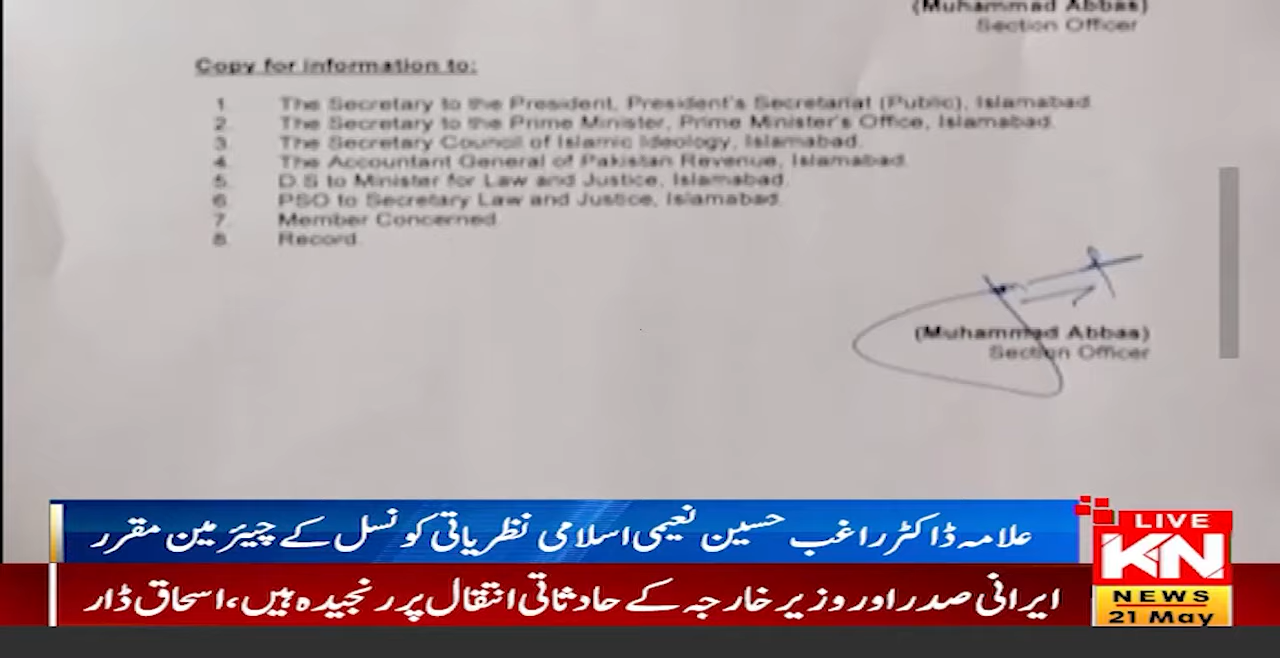 (Muhammad Abbas)
Section Officer
Copy for information to:
1. The Secretary to the President, President's Secretariat (Public), Islamabad.
2. The Secretary to the Prime Minister, Prime Minister's Office, Islamabad.
3. The Secretary Council of Islamic Ideology, Islamabad.
4. The Accountant General of Pakistan Revenue, Islamabad.
5. D.S to Minister for Law and Justice, Islamabad.
6. PSO to Secretary Law and Justice, Islamabad.
7. Member Concerned.
8. Record.
(Muhammad Abbas)
Section Officer
علامہ ڈاکٹر راغب حسین نعیمی اسلامی نظریاتی کونسل کے چیئر مین مقرر
ایرانی صدر اور وزیر خارجہ کے حادثاتی انتقال پر رنجیدہ ہیں، اسحاق ڈار
LIVE
KN
NEWS
21 May